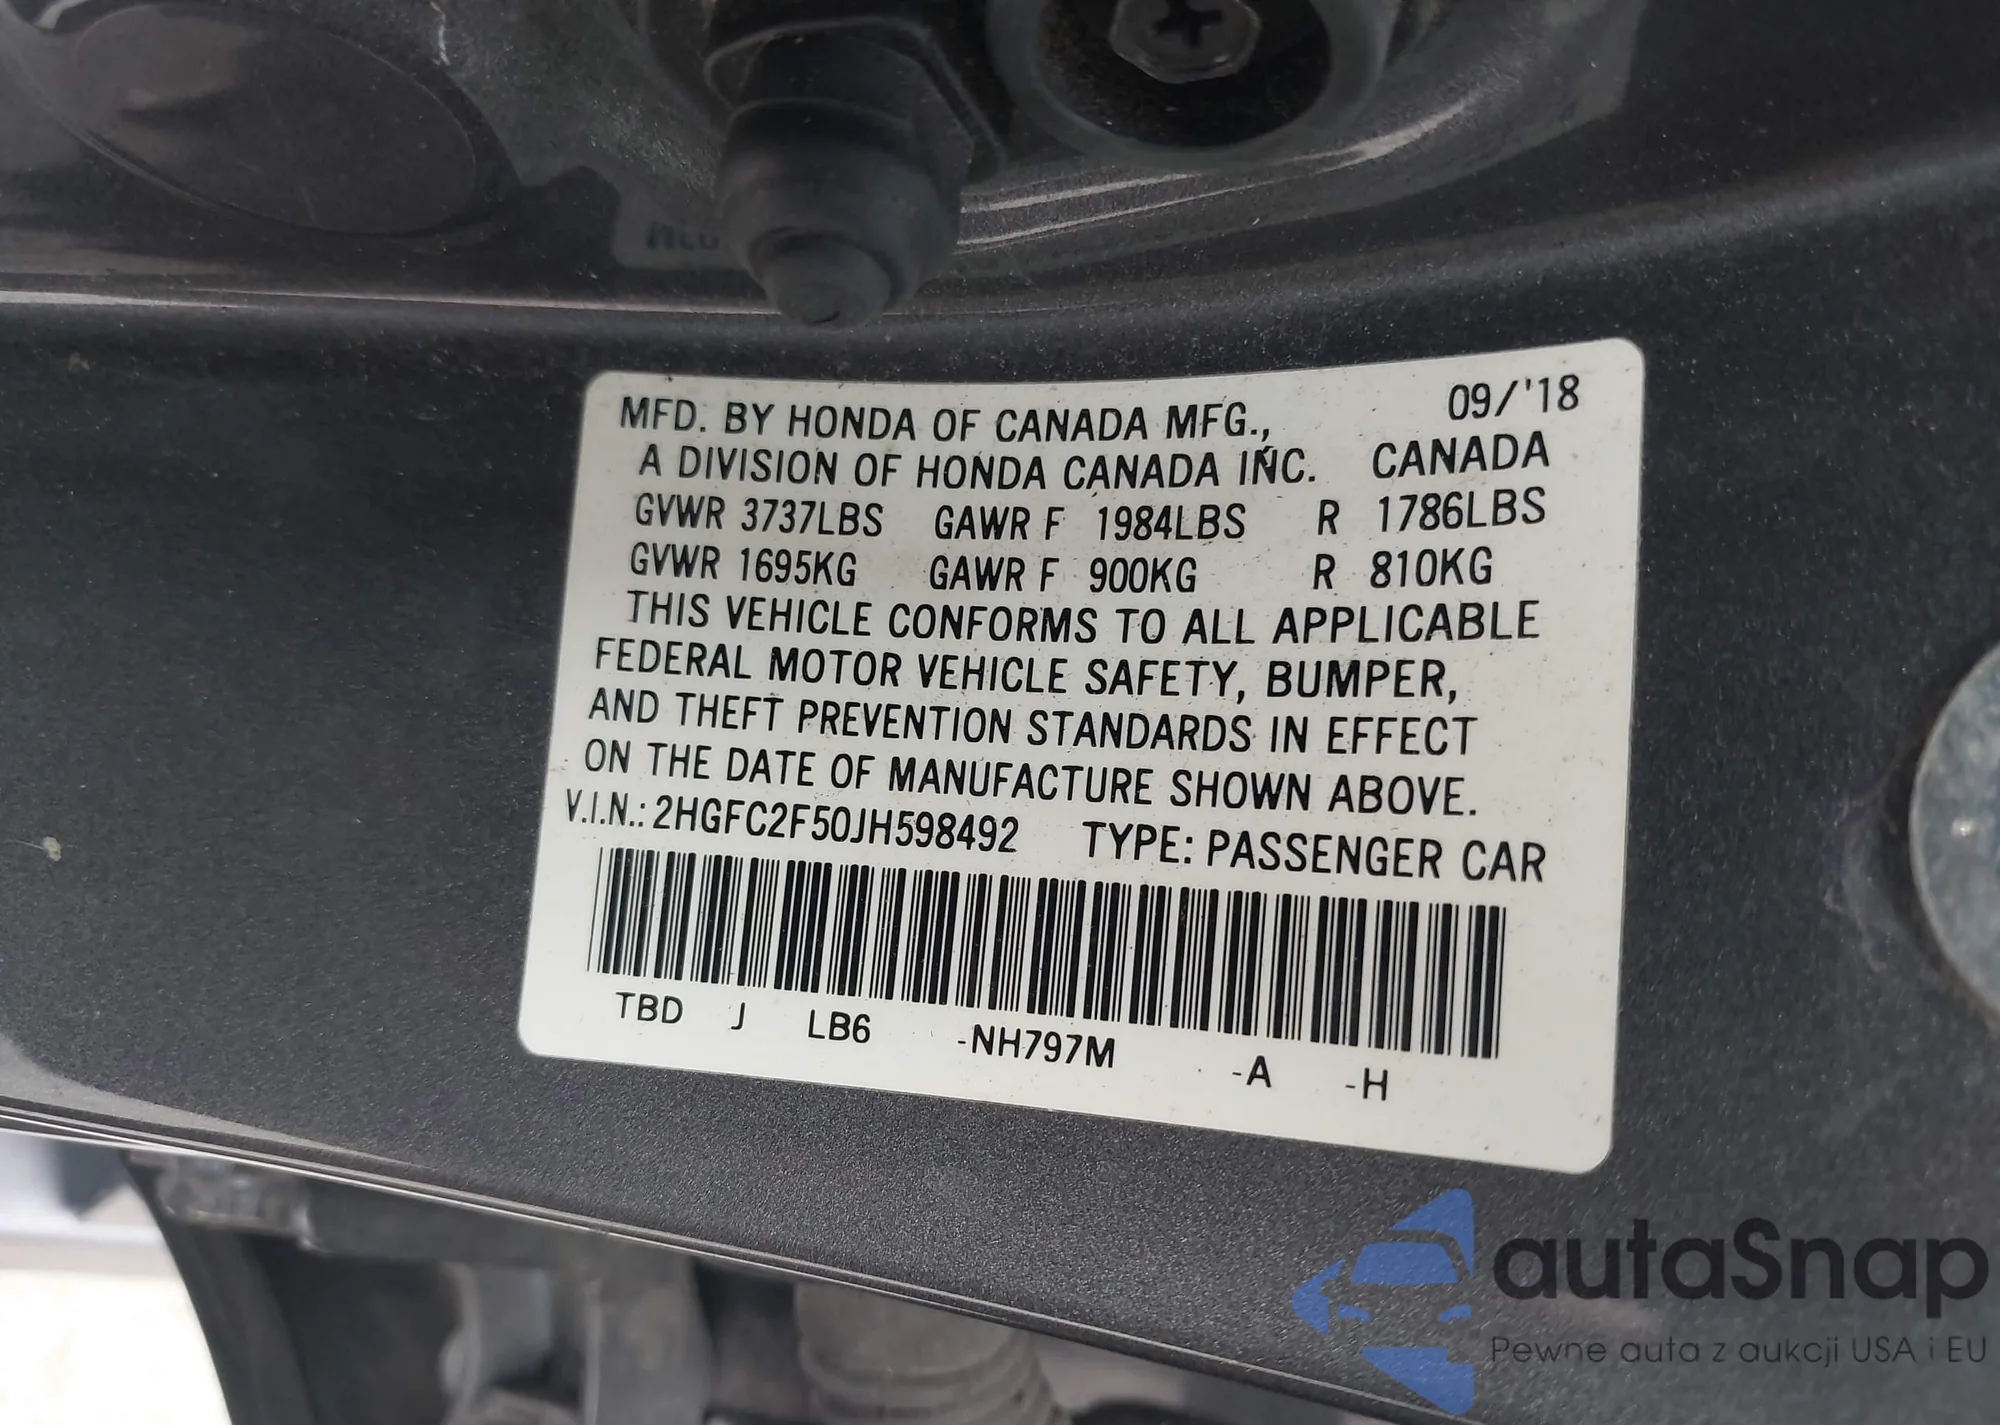 MFD. BY HONDA OF CANADA MFG., 09/'18
A DIVISION OF HONDA CANADA INC. CANADA
GVWR 3737LBS GAWR F 1984LBS R 1786LBS
GVWR 1695KG GAWR F 900KG R 810KG
THIS VEHICLE CONFORMS TO ALL APPLICABLE
FEDERAL MOTOR VEHICLE SAFETY, BUMPER,
AND THEFT PREVENTION STANDARDS IN EFFECT
ON THE DATE OF MANUFACTURE SHOWN ABOVE.
V.I.N.: 2HGFC2F50JH598492 TYPE: PASSENGER CAR
TBD J LB6 -NH797M -A -H
autaSnap
Pewne auta z aukcji USA i EU